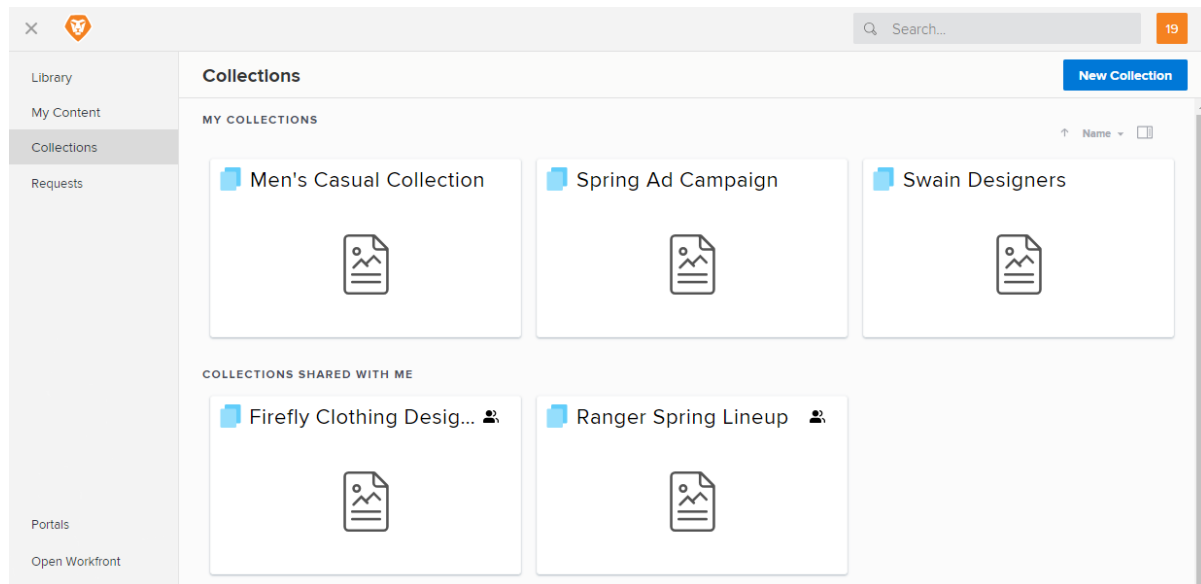 Search...
19
Library
My Content
Collections
Requests
Portals
Open Workfront
Collections
New Collection
MY COLLECTIONS
Name
Men's Casual Collection
Spring Ad Campaign
Swain Designers
COLLECTIONS SHARED WITH ME
Firefly Clothing Desig...
Ranger Spring Lineup